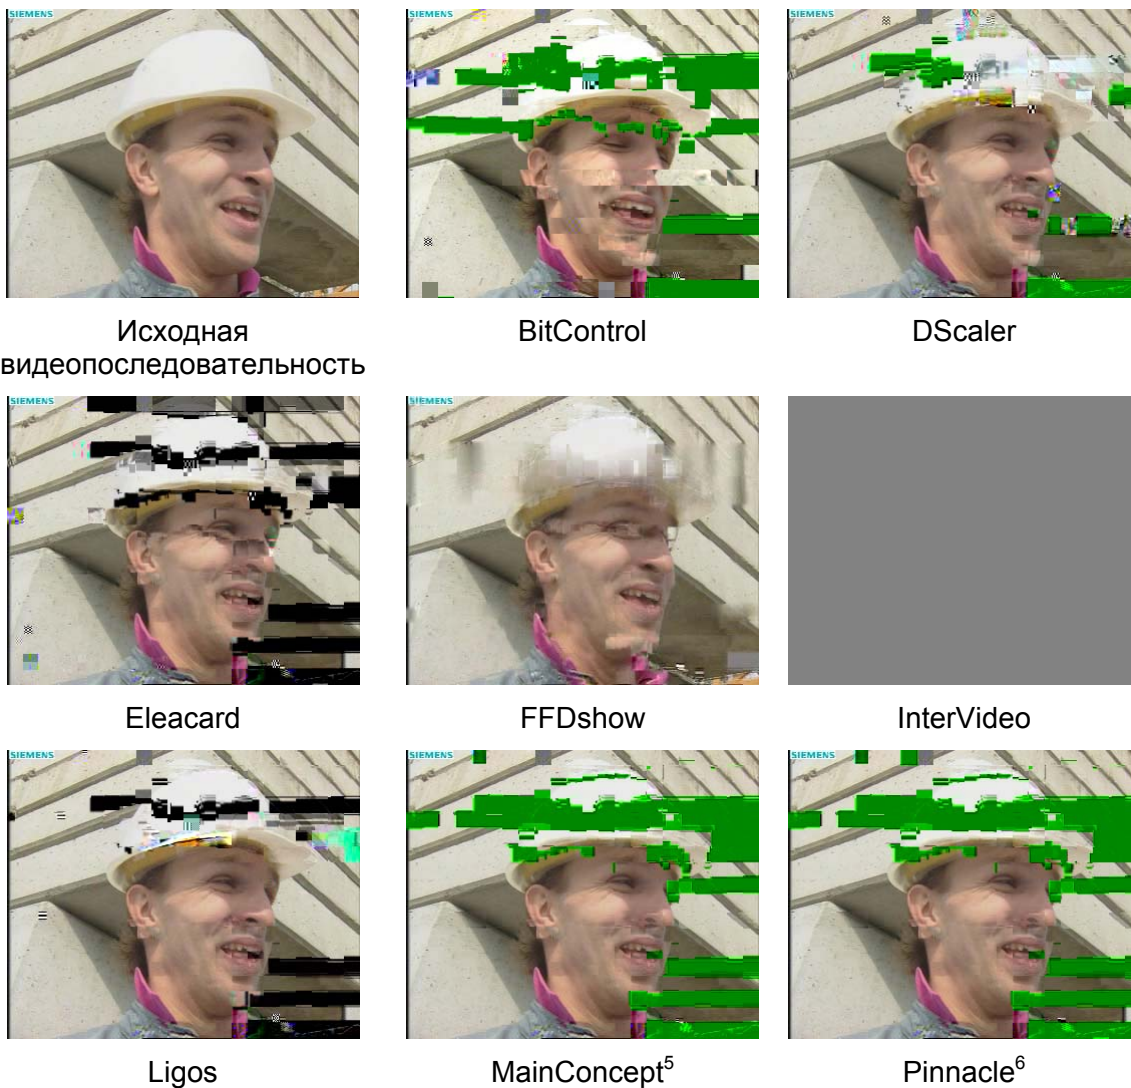 SIEMENS
SIEMENS
SIEMENS
Исходная
видеопоследовательность
BitControl
DScaler
SIEMENS
SIEMENS
Eleacard
FFDshow
InterVideo
SIEMENS
SIEMENS
SIEMENS
Ligos
MainConcept⁵
Pinnacle⁶